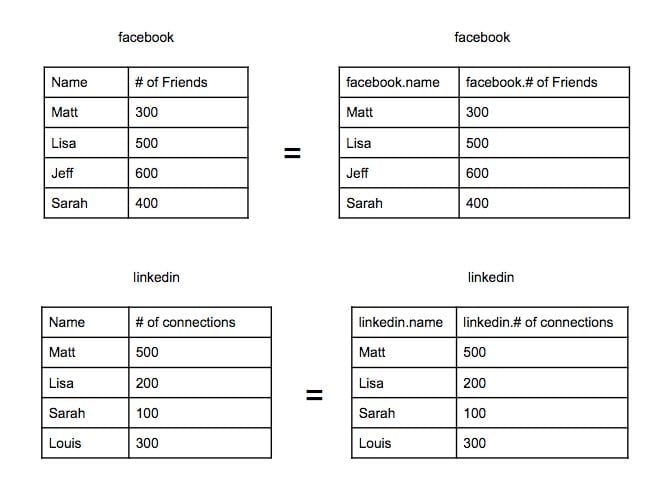 facebook facebook
Name # of Friends facebook.name facebook.# of Friends
Matt 300 Matt 300
Lisa 500 Lisa 500
=
Jeff 600 Jeff 600
Sarah 400 Sarah 400
linkedin linkedin
Name # of connections linkedin.name linkedin.# of connections
Matt 500 Matt 500
Lisa 200 Lisa 200
=
Sarah 100 Sarah 100
Louis 300 Louis 300